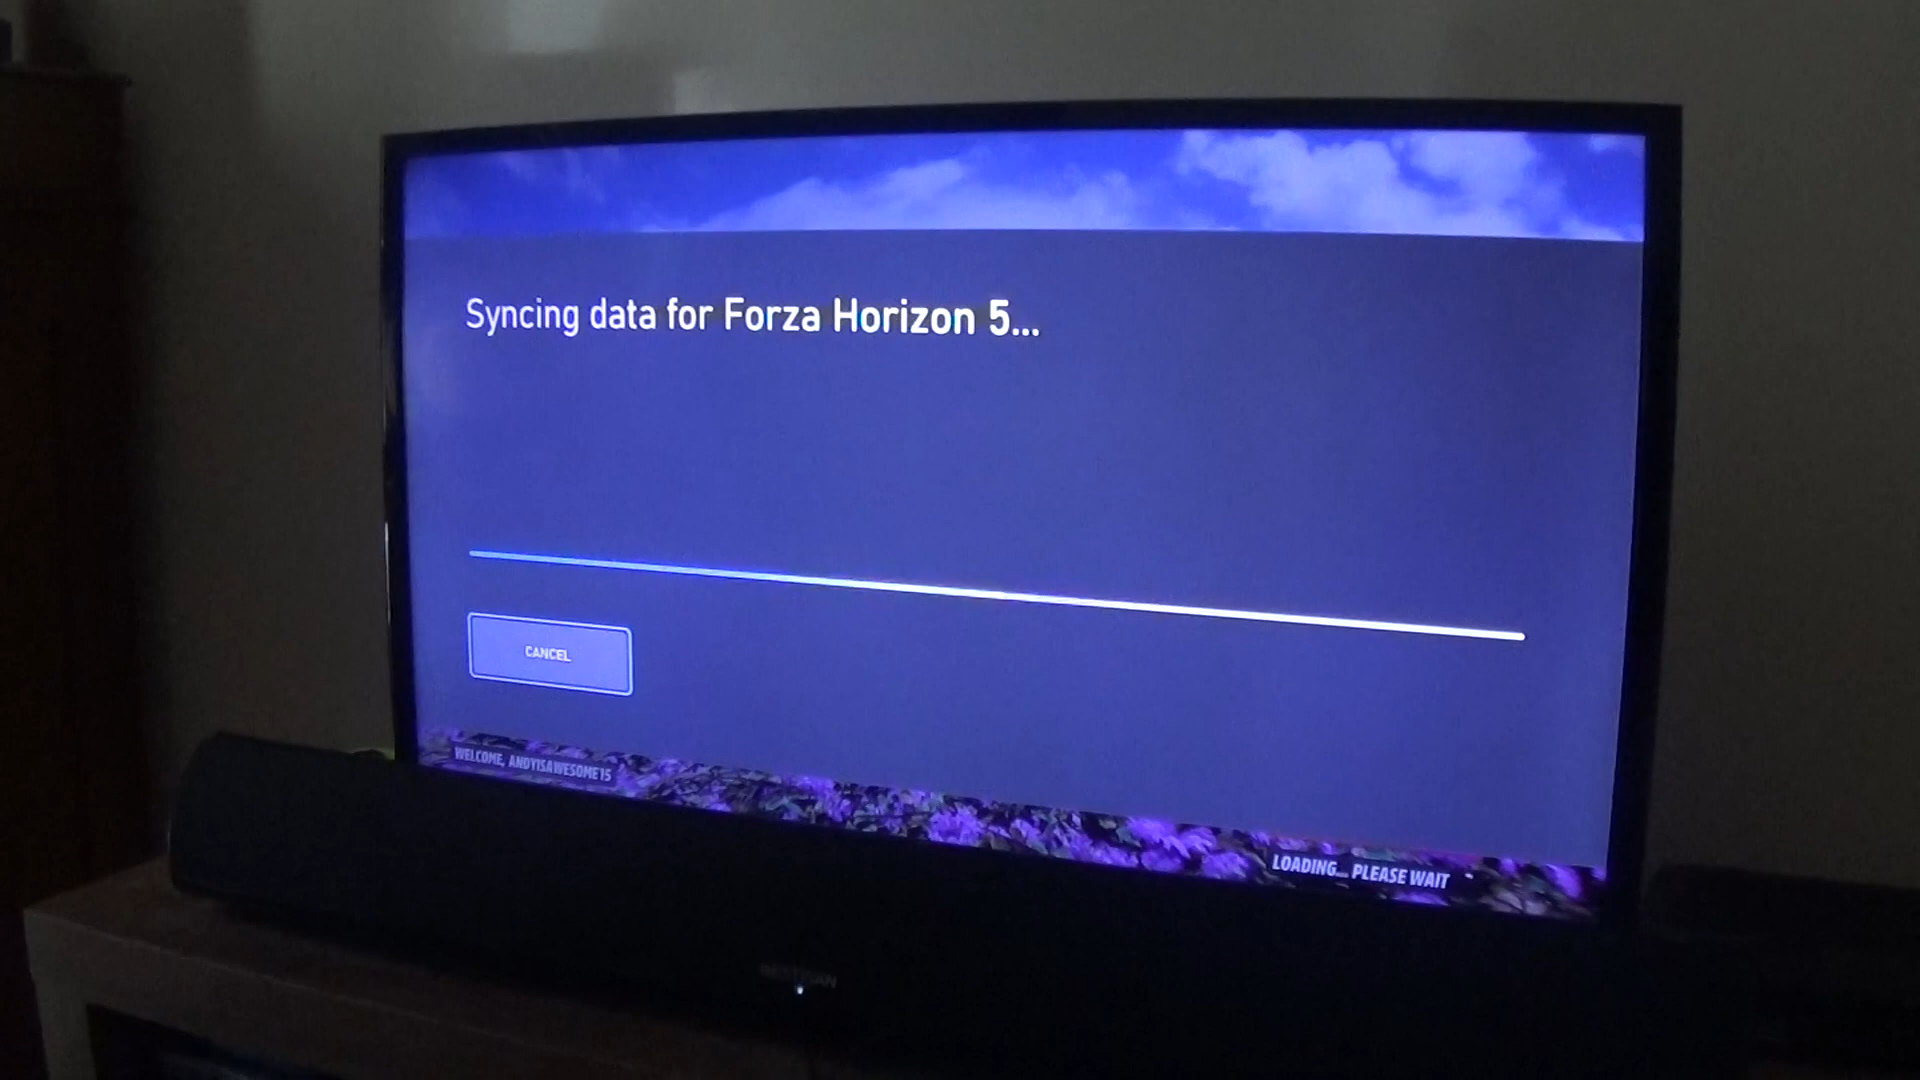 Syncing data for Forza Horizon 5...
CANCEL
WELCOME, ANDYISAWESOME15
LOADING... PLEASE WAIT